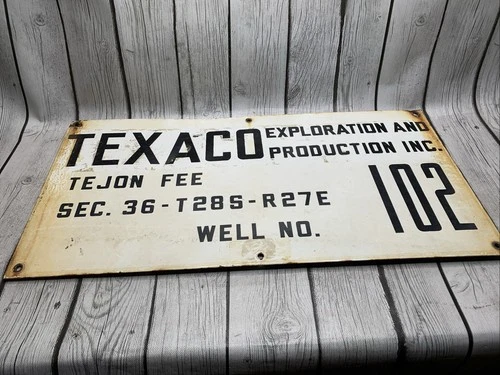 TEXACO EXPLORATION AND
PRODUCTION INC.
TEJON FEE
SEC. 36-T28S-R27E
WELL NO. 102